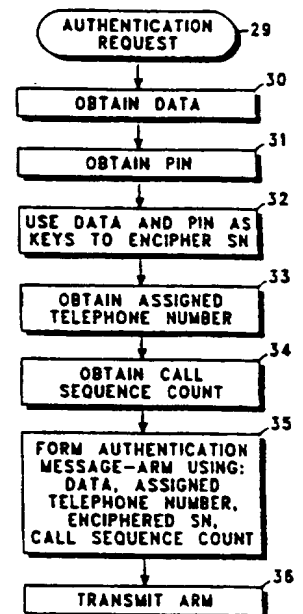 AUTHENTICATION
REQUEST
29
30
OBTAIN DATA
31
OBTAIN PIN
32
USE DATA AND PIN AS
KEYS TO ENCIPHER SN
33
OBTAIN ASSIGNED
TELEPHONE NUMBER
34
OBTAIN CALL
SEQUENCE COUNT
35
FORM AUTHENTICATION
MESSAGE-ARM USING:
DATA, ASSIGNED
TELEPHONE NUMBER,
ENCIPHERED SN,
CALL SEQUENCE COUNT
36
TRANSMIT ARM